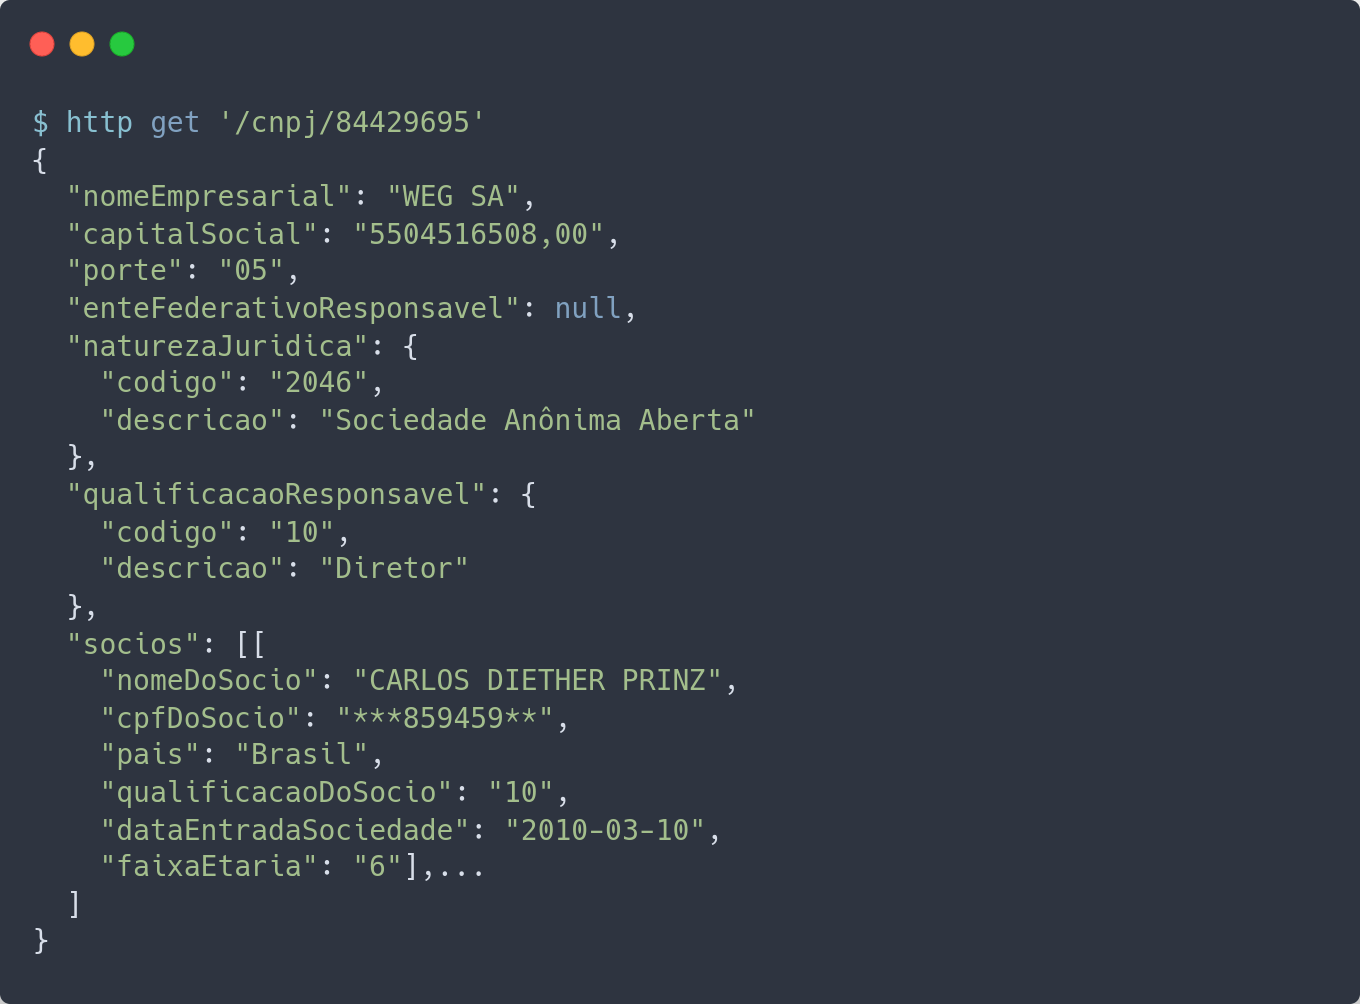 $ http get '/cnpj/84429695'
{
  "nomeEmpresarial": "WEG SA",
  "capitalSocial": "5504516508,00",
  "porte": "05",
  "enteFederativoResponsavel": null,
  "naturezaJuridica": {
    "codigo": "2046",
    "descricao": "Sociedade Anônima Aberta"
  },
  "qualificacaoResponsavel": {
    "codigo": "10",
    "descricao": "Diretor"
  },
  "socios": [[
    "nomeDoSocio": "CARLOS DIETHER PRINZ",
    "cpfDoSocio": "***859459**",
    "pais": "Brasil",
    "qualificacaoDoSocio": "10",
    "dataEntradaSociedade": "2010-03-10",
    "faixaEtaria": "6"],...
  ]
}